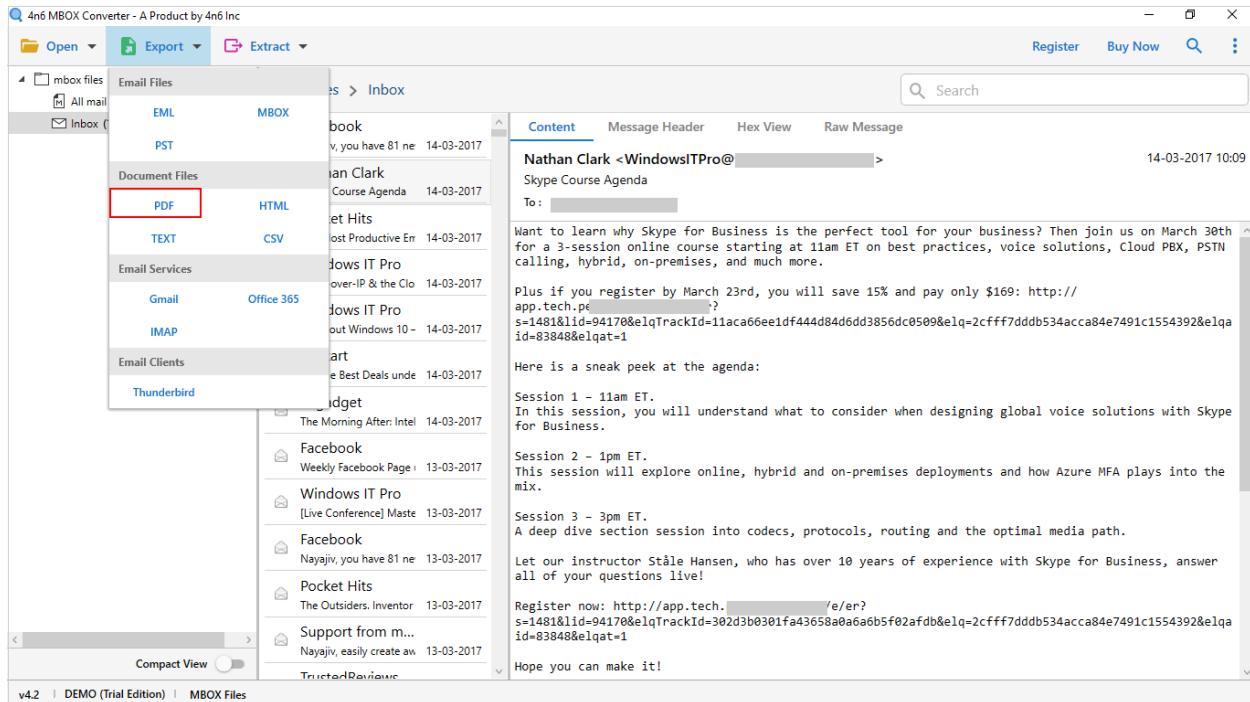 4n6 MBOX Converter - A Product by 4n6 Inc
Open Export Extract Register Buy Now
mbox files
All mail
Inbox
Email Files
EML MBOX
PST
Document Files
PDF HTML
TEXT CSV
Email Services
Gmail Office 365
IMAP
Email Clients
Thunderbird
> Inbox
Search
you have 81 ne 14-03-2017
Clark
Course Agenda 14-03-2017
Hits
Productive Em 14-03-2017
IT Pro
over-IP & the Clo 14-03-2017
IT Pro
Windows 10 – 14-03-2017
Best Deals unde 14-03-2017
The Morning After: Intel 14-03-2017
Facebook
Weekly Facebook Page 13-03-2017
Windows IT Pro
[Live Conference] Maste 13-03-2017
Facebook
Nayajiv, you have 81 ne 13-03-2017
Pocket Hits
The Outsiders. Inventor 13-03-2017
Support from m...
Nayajiv, easily create aw 13-03-2017
TrustedReviews
Content Message Header Hex View Raw Message
Nathan Clark <WindowsITPro@ > 14-03-2017 10:09
Skype Course Agenda
To :
Want to learn why Skype for Business is the perfect tool for your business? Then join us on March 30th
for a 3-session online course starting at 11am ET on best practices, voice solutions, Cloud PBX, PSTN
calling, hybrid, on-premises, and much more.
Plus if you register by March 23rd, you will save 15% and pay only $169: http://
app.tech.pe ?
s=1481&lid=94170&elqTrackId=11aca66ee1df444d84d6dd3856dc0509&elq=2cfff7dddb534acca84e7491c1554392&elqa
id=83848&elqat=1
Here is a sneak peek at the agenda:
Session 1 – 11am ET.
In this session, you will understand what to consider when designing global voice solutions with Skype
for Business.
Session 2 – 1pm ET.
This session will explore online, hybrid and on-premises deployments and how Azure MFA plays into the
mix.
Session 3 – 3pm ET.
A deep dive section session into codecs, protocols, routing and the optimal media path.
Let our instructor Ståle Hansen, who has over 10 years of experience with Skype for Business, answer
all of your questions live!
Register now: http://app.tech. /e/er?
s=1481&lid=94170&elqTrackId=302d3b0301fa43658a0a6a6b5f02afdb&elq=2cfff7dddb534acca84e7491c1554392&elqa
id=83848&elqat=1
Hope you can make it!
Compact View
v4.2 DEMO (Trial Edition) MBOX Files